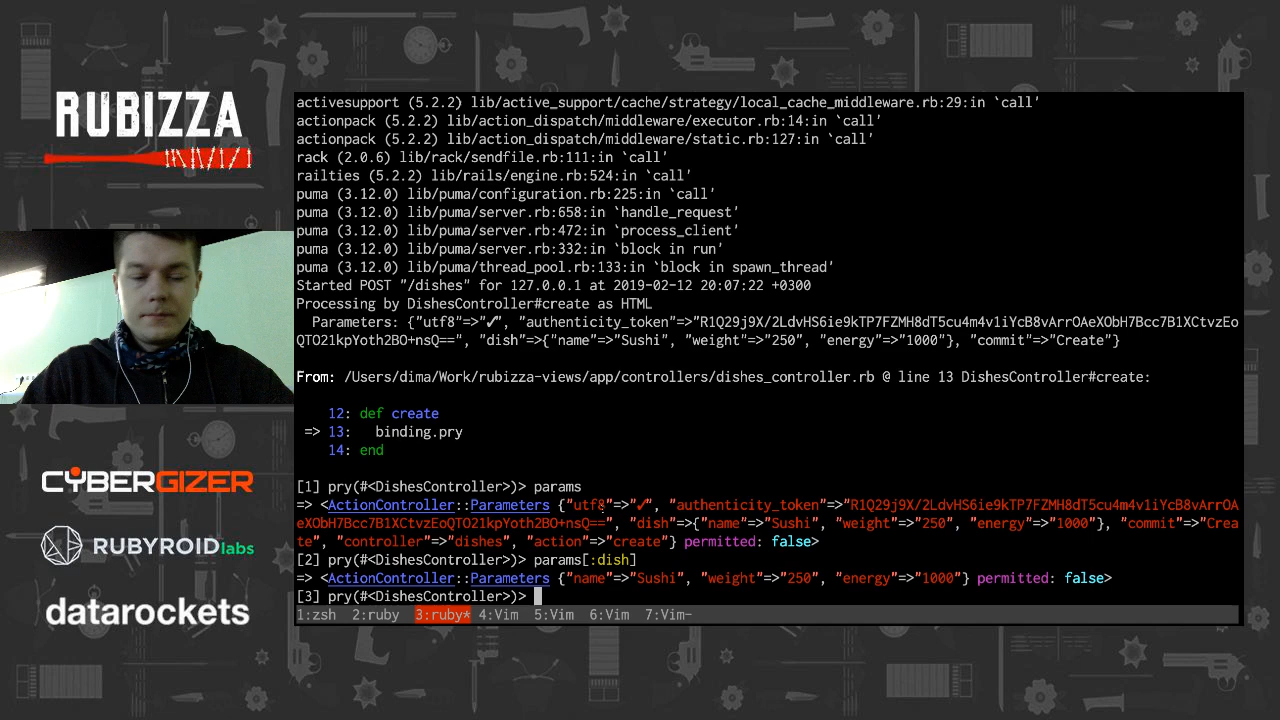 RUBIZZA
CYBERGIZER
RUBYROID labs
datarockets
activesupport (5.2.2) lib/active_support/cache/strategy/local_cache_middleware.rb:29:in `call'
actionpack (5.2.2) lib/action_dispatch/middleware/executor.rb:14:in `call'
actionpack (5.2.2) lib/action_dispatch/middleware/static.rb:127:in `call'
rack (2.0.6) lib/rack/sendfile.rb:111:in `call'
railties (5.2.2) lib/rails/engine.rb:524:in `call'
puma (3.12.0) lib/puma/configuration.rb:225:in `call'
puma (3.12.0) lib/puma/server.rb:658:in `handle_request'
puma (3.12.0) lib/puma/server.rb:472:in `process_client'
puma (3.12.0) lib/puma/server.rb:332:in `block in run'
puma (3.12.0) lib/puma/thread_pool.rb:133:in `block in spawn_thread'
Started POST "/dishes" for 127.0.0.1 at 2019-02-12 20:07:22 +0300
Processing by DishesController#create as HTML
Parameters: {"utf8"=>"✓", "authenticity_token"=>"R1Q29j9X/2LdvHS6ie9kTP7FZMH8dT5cu4m4v1iYcB8vArrOAeXObH7Bcc7B1XCtvzEo
QTO21kpYoth2BO+nsQ==", "dish"=>{"name"=>"Sushi", "weight"=>"250", "energy"=>"1000"}, "commit"=>"Create"}
From: /Users/dima/Work/rubizza-views/app/controllers/dishes_controller.rb @ line 13 DishesController#create:
12: def create
=> 13: binding.pry
14: end
[1] pry(#<DishesController>)> params
=> <ActionController::Parameters {"utf8"=>"✓", "authenticity_token"=>"R1Q29j9X/2LdvHS6ie9kTP7FZMH8dT5cu4m4v1iYcB8vArrOA
eXObH7Bcc7B1XCtvzEoQTO21kpYoth2BO+nsQ==", "dish"=>{"name"=>"Sushi", "weight"=>"250", "energy"=>"1000"}, "commit"=>"Crea
te", "controller"=>"dishes", "action"=>"create"} permitted: false>
[2] pry(#<DishesController>)> params[:dish]
=> <ActionController::Parameters {"name"=>"Sushi", "weight"=>"250", "energy"=>"1000"} permitted: false>
[3] pry(#<DishesController>)>
1:zsh 2:ruby 3:ruby* 4:Vim 5:Vim 6:Vim 7:Vim-